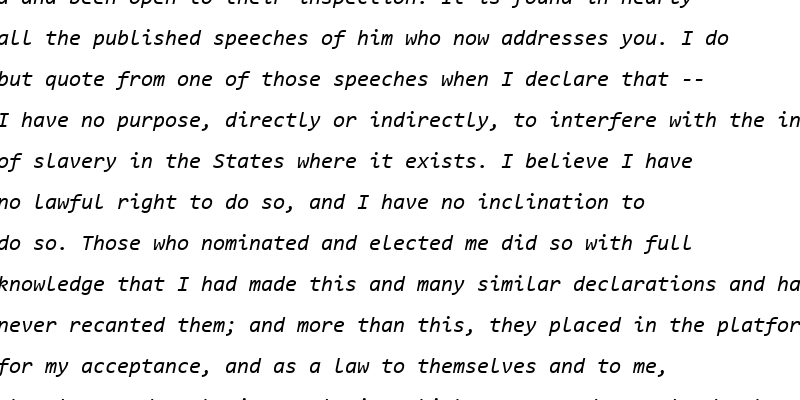 all the published speeches of him who now addresses you. I do
but quote from one of those speeches when I declare that --
I have no purpose, directly or indirectly, to interfere with the in
of slavery in the States where it exists. I believe I have
no lawful right to do so, and I have no inclination to
do so. Those who nominated and elected me did so with full
knowledge that I had made this and many similar declarations and ha
never recanted them; and more than this, they placed in the platfor
for my acceptance, and as a law to themselves and to me,